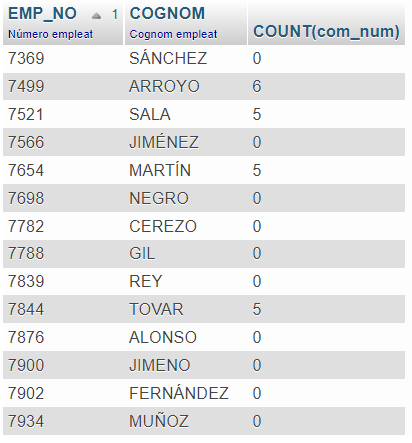 EMP_NO 1 COGNOM COUNT(com_num)
Número empleat Cognom empleat
7369 SÁNCHEZ 0
7499 ARROYO 6
7521 SALA 5
7566 JIMÉNEZ 0
7654 MARTÍN 5
7698 NEGRO 0
7782 CEREZO 0
7788 GIL 0
7839 REY 0
7844 TOVAR 5
7876 ALONSO 0
7900 JIMENO 0
7902 FERNÁNDEZ 0
7934 MUÑOZ 0